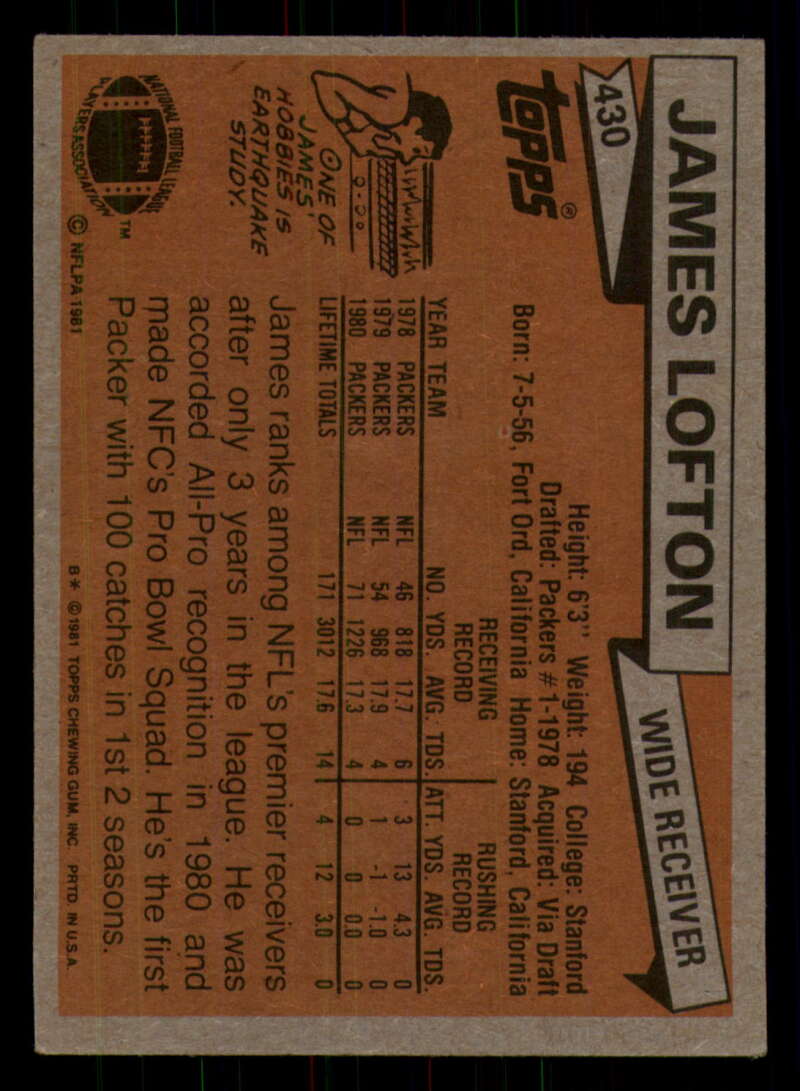 430
JAMES LOFTON
WIDE RECEIVER
TOPPS®
Height: 6'3" Weight: 194 College: Stanford
Drafted: Packers #1-1978 Acquired: Via Draft
Born: 7-5-56, Fort Ord, California Home: Stanford, California
RECEIVING RECORD RUSHING RECORD
YEAR TEAM NO. YDS. AVG. TDS. ATT. YDS. AVG. TDS.
1978 PACKERS NFL 46 818 17.7 6 3 13 4.3 0
1979 PACKERS NFL 54 968 17.9 4 1 -1 -1.0 0
1980 PACKERS NFL 71 1226 17.3 4 0 0 0.0 0
LIFETIME TOTALS 171 3012 17.6 14 4 12 3.0 0
ONE OF
JAMES'
HOBBIES IS
EARTHQUAKE
STUDY.
James ranks among NFL's premier receivers
after only 3 years in the league. He was
accorded All-Pro recognition in 1980 and
made NFC's Pro Bowl Squad. He's the first
Packer with 100 catches in 1st 2 seasons.
NATIONAL FOOTBALL LEAGUE
PLAYERS ASSOCIATION
TM
© NFLPA 1981
B* © 1981 TOPPS CHEWING GUM, INC. PRTD. IN U.S.A.